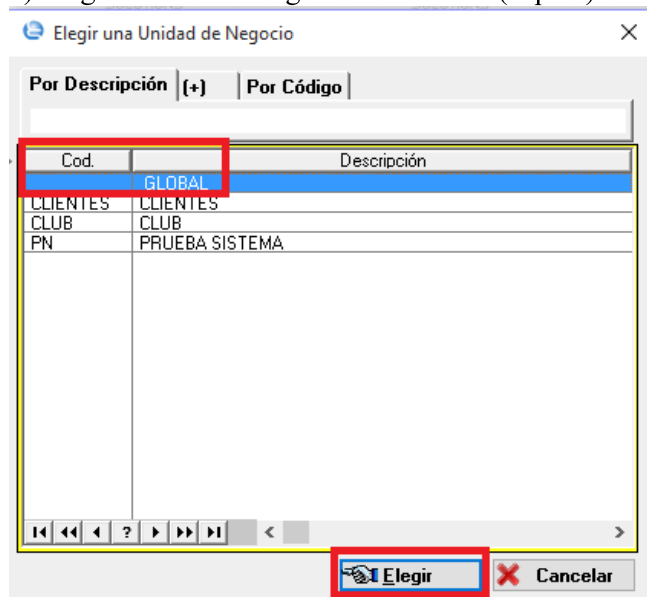 Elegir una Unidad de Negocio
Por Descripción (+) Por Código
Cod. Descripción
GLOBAL
CLIENTES CLIENTES
CLUB CLUB
PN PRUEBA SISTEMA
?
Elegir Cancelar